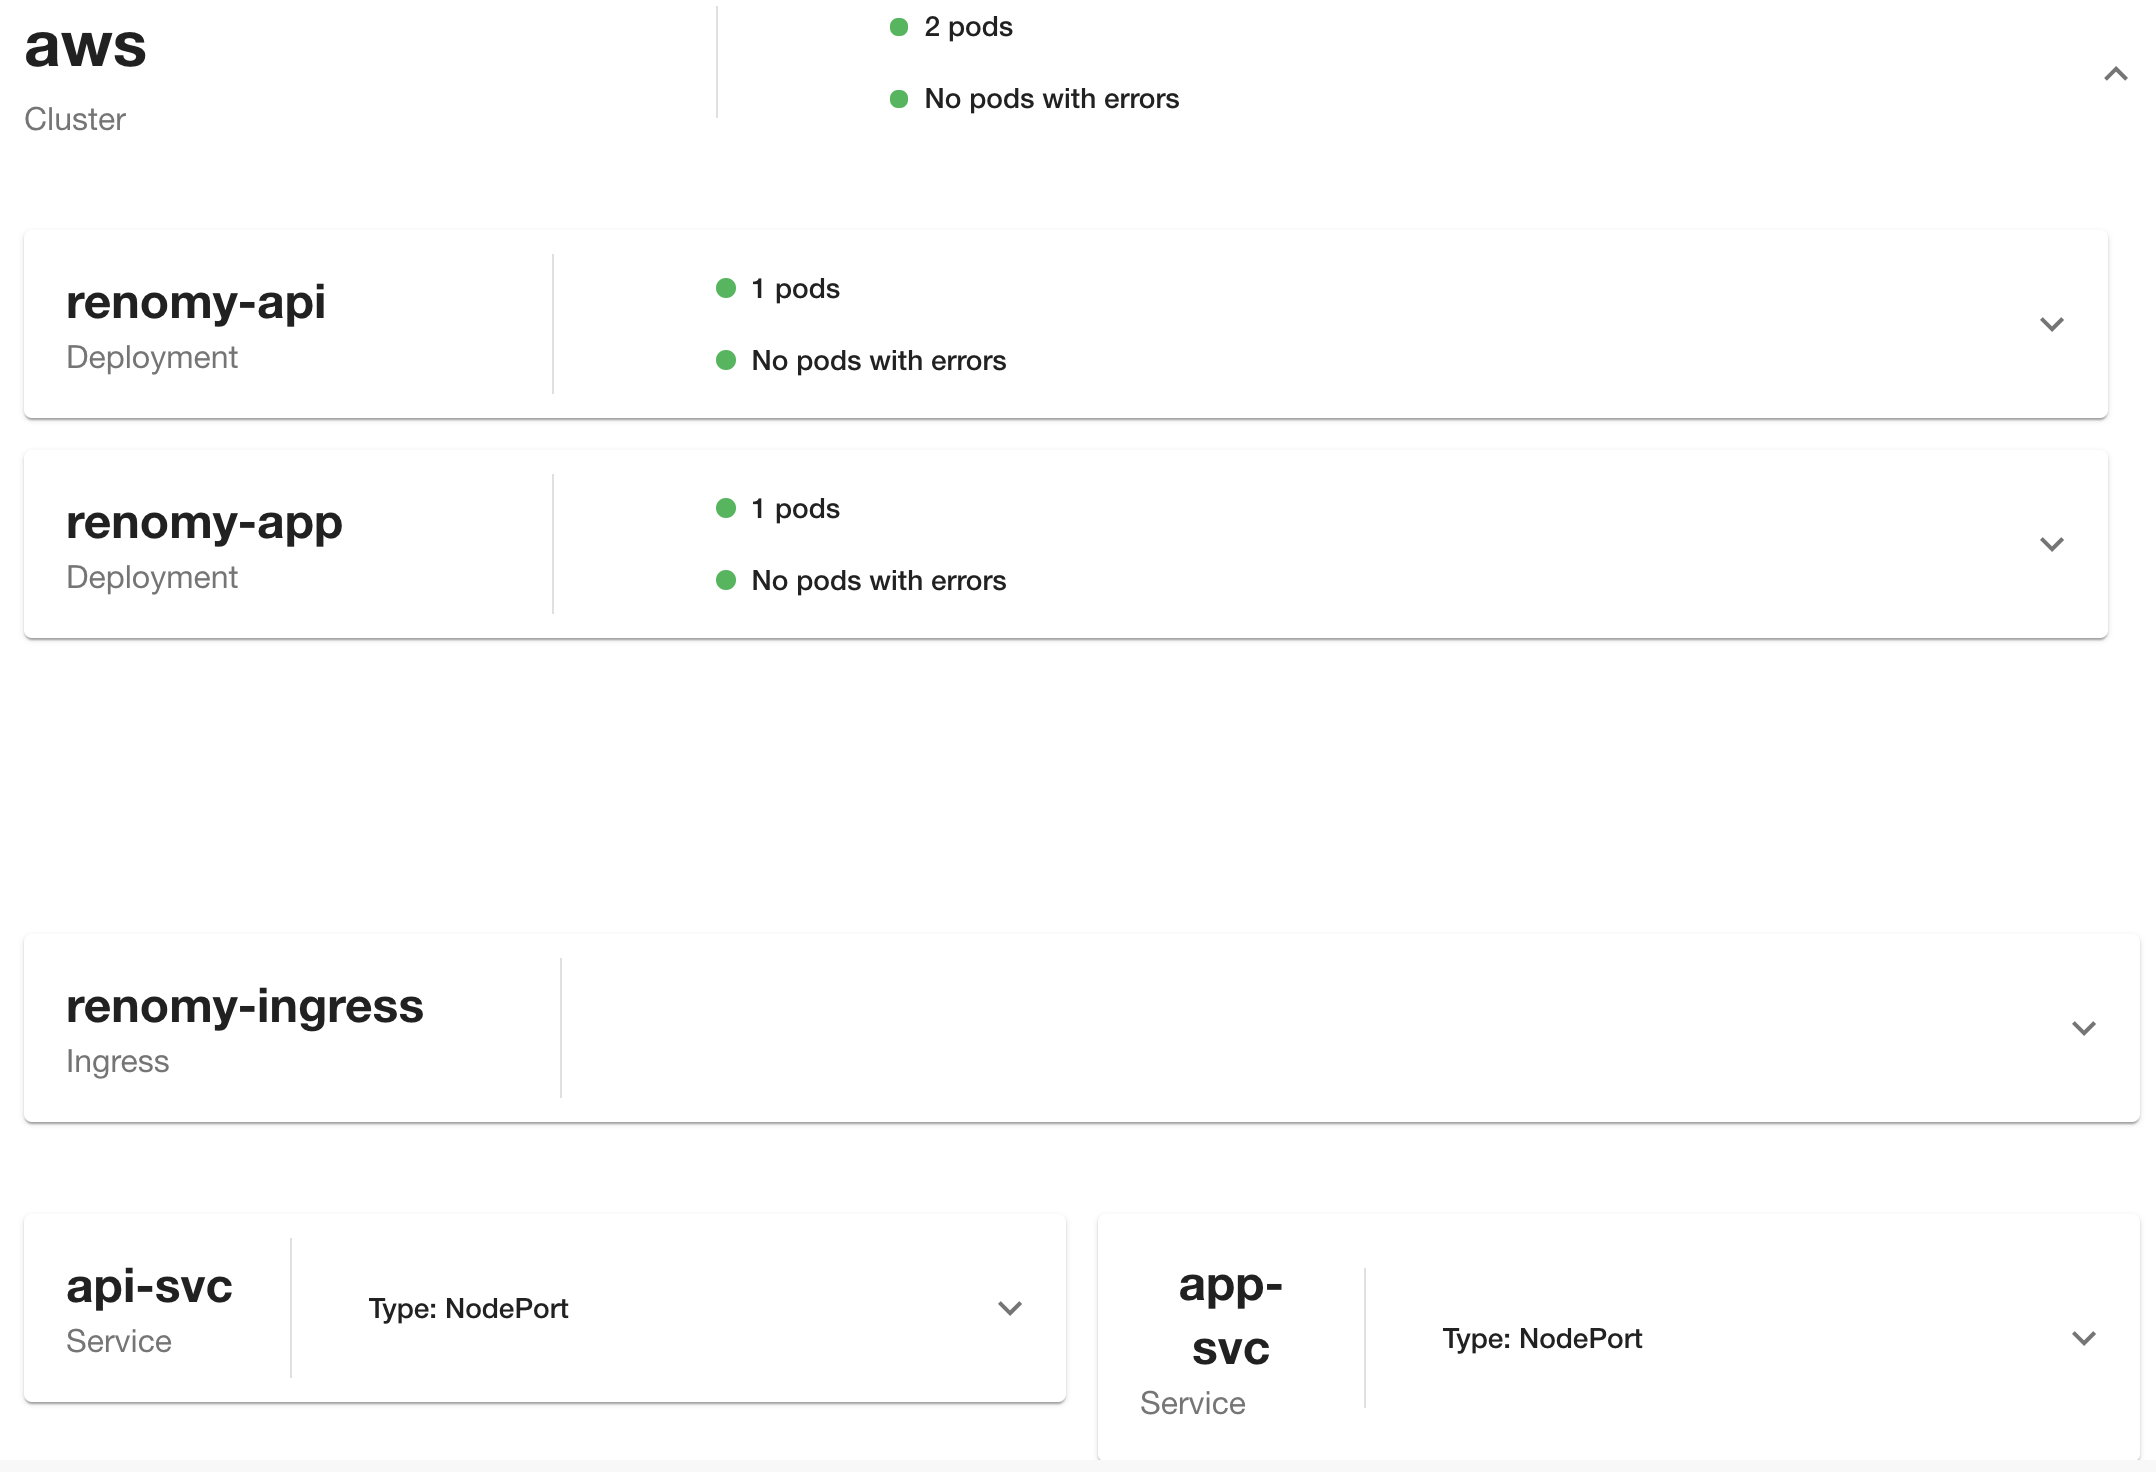 aws
Cluster
2 pods
No pods with errors
renomy-api
Deployment
1 pods
No pods with errors
renomy-app
Deployment
1 pods
No pods with errors
renomy-ingress
Ingress
api-svc
Service
Type: NodePort
app-
svc
Service
Type: NodePort